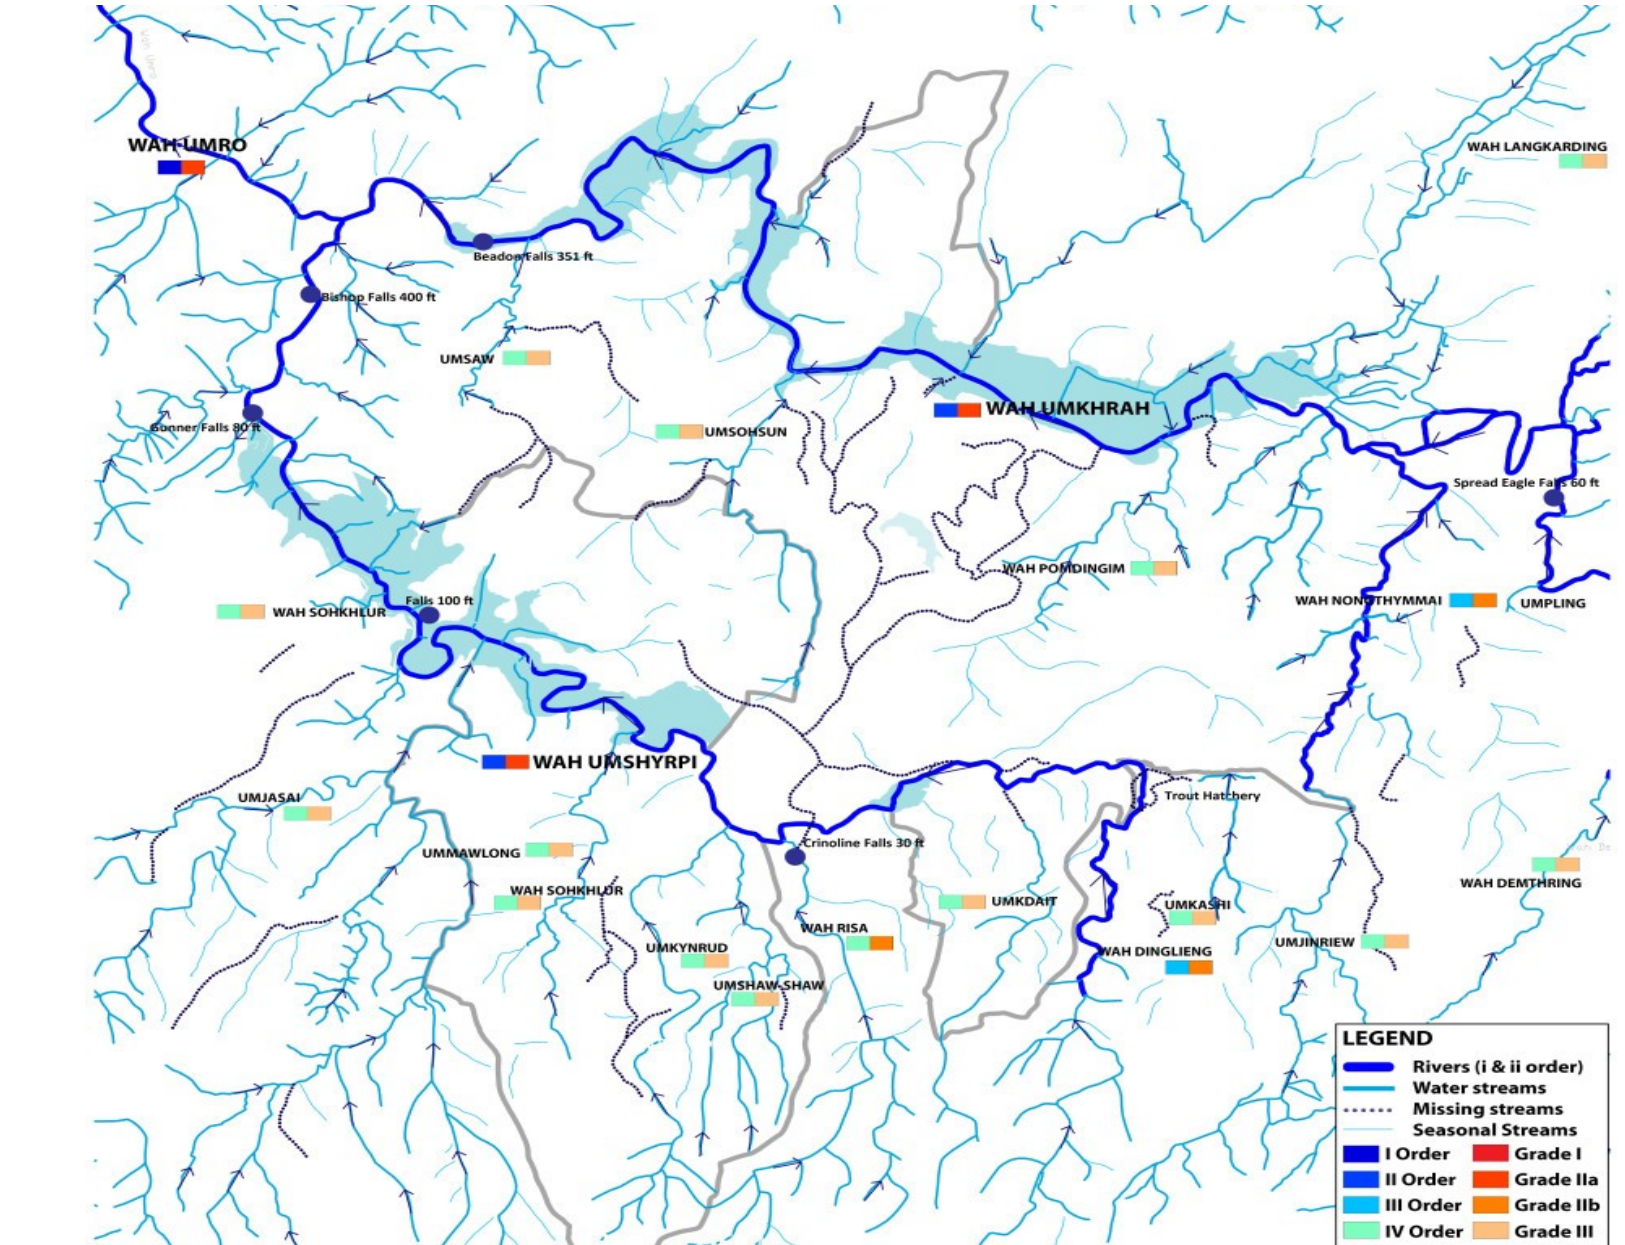 Wah Umro
WAH UMRO
WAH LANGKARDING
Beadon Falls 351 ft
Bishop Falls 400 ft
UMSAW
WAH UMKHRAH
Gunner Falls 80 ft
UMSOHSUN
Spread Eagle Falls 60 ft
WAH POMDINGIM
Falls 100 ft
WAH SOHKHLUR
WAH NONGTHYMMAI
UMPLING
WAH UMSHYRPI
UMJASAI
Trout Hatchery
Crinoline Falls 30 ft
UMMAWLONG
WAH SOHKHLUR
WAH DEMTHRING
UMKDAIT
UMKASHI
WAH RISA
UMKYNRUD
WAH DINGLIENG
UMJINRIEW
UMSHAW-SHAW
LEGEND
Rivers (i & ii order)
Water streams
Missing streams
Seasonal Streams
I Order Grade I
II Order Grade IIa
III Order Grade IIb
IV Order Grade III